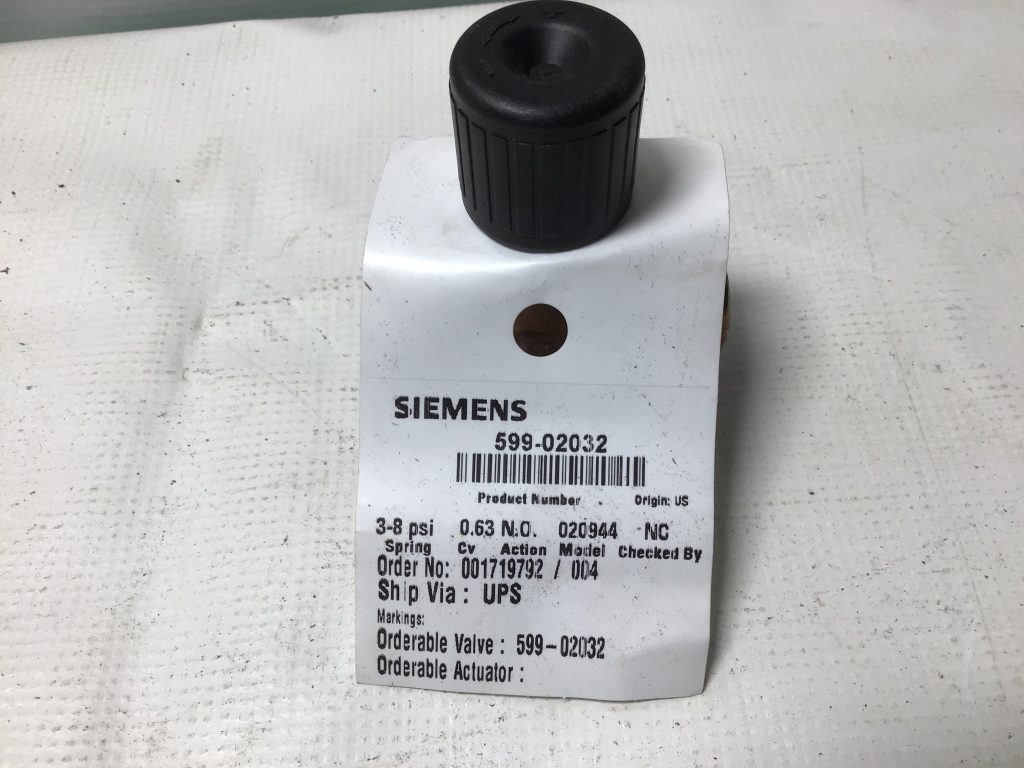 SIEMENS
599-02032
Product Number Origin: US
3-8 psi 0.63 N.O. 020944 NC
Spring Cv Action Model Checked By
Order No: 001719792 / 004
Ship Via : UPS
Markings:
Orderable Valve : 599-02032
Orderable Actuator :